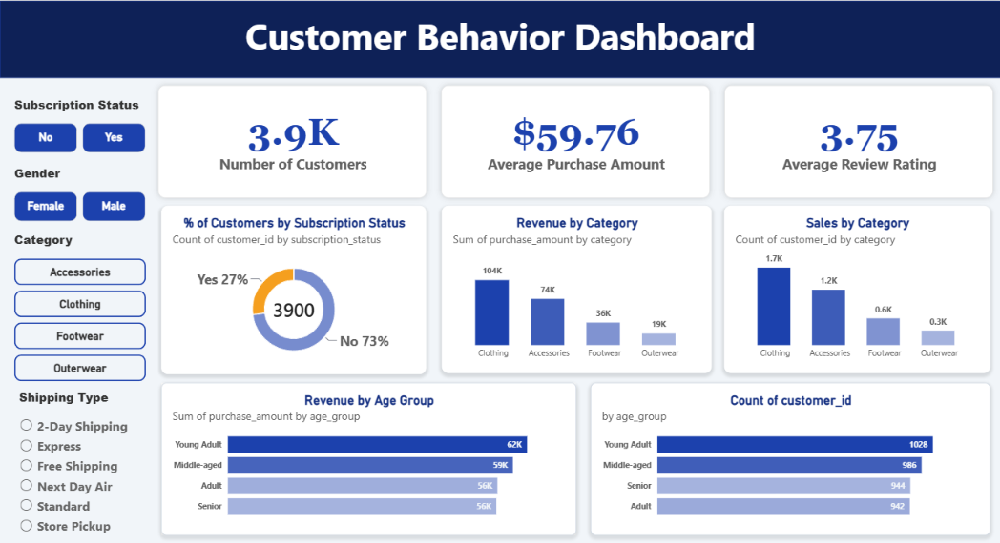 Customer Behavior Dashboard
Subscription Status
No Yes
Gender
Female Male
Category
Accessories
Clothing
Footwear
Outerwear
Shipping Type
2-Day Shipping
Express
Free Shipping
Next Day Air
Standard
Store Pickup
3.9K
Number of Customers
$59.76
Average Purchase Amount
3.75
Average Review Rating
% of Customers by Subscription Status
Count of customer_id by subscription_status
Yes 27%
3900
No 73%
Revenue by Category
Sum of purchase_amount by category
104K
74K
36K
19K
Clothing Accessories Footwear Outerwear
Sales by Category
Count of customer_id by category
1.7K
1.2K
0.6K
0.3K
Clothing Accessories Footwear Outerwear
Revenue by Age Group
Sum of purchase_amount by age_group
Young Adult 62K
Middle-aged 59K
Adult 56K
Senior 56K
Count of customer_id
by age_group
Young Adult 1028
Middle-aged 986
Senior 944
Adult 942